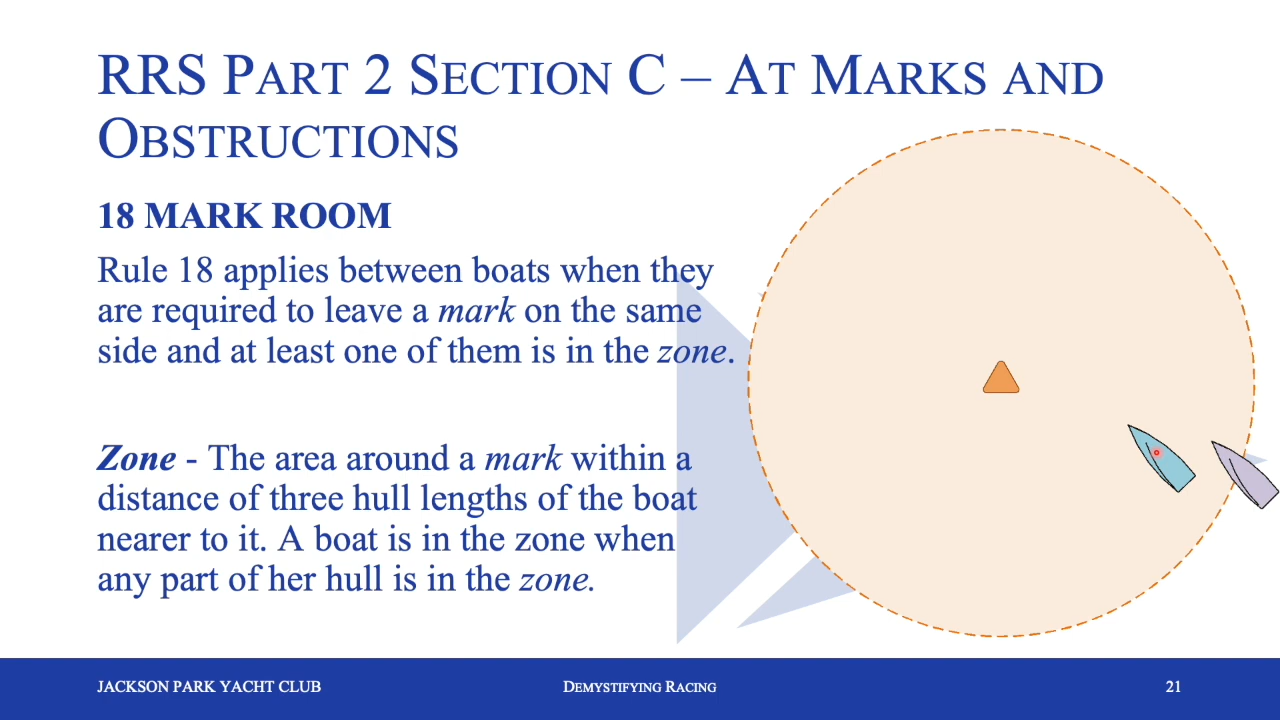 RRS PART 2 SECTION C – AT MARKS AND
OBSTRUCTIONS
18 MARK ROOM
Rule 18 applies between boats when they
are required to leave a mark on the same
side and at least one of them is in the zone.
Zone - The area around a mark within a
distance of three hull lengths of the boat
nearer to it. A boat is in the zone when
any part of her hull is in the zone.
JACKSON PARK YACHT CLUB
DEMYSTIFYING RACING
21